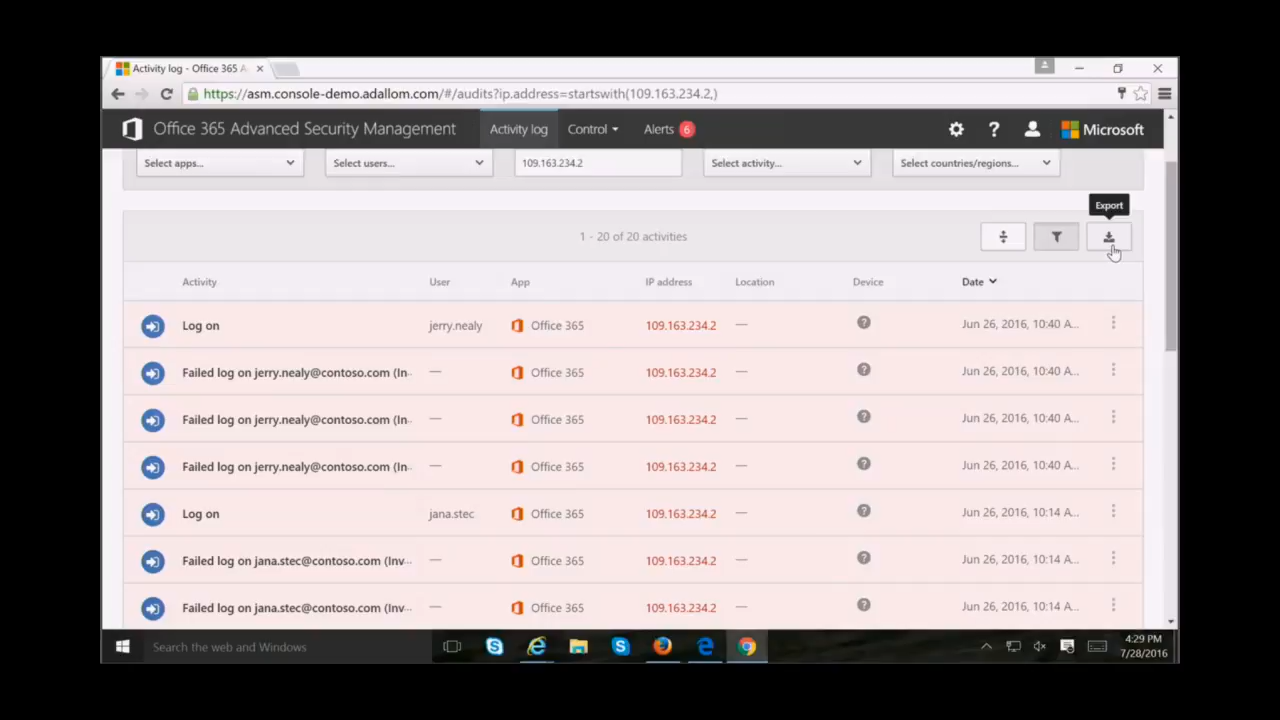 Activity log - Office 365 A
https://asm.console-demo.adallom.com/#/audits?ip.address=startswith(109.163.234.2,)
Office 365 Advanced Security Management Activity log Control Alerts 6 ? Microsoft
Select apps... Select users... 109.163.234.2 Select activity... Select countries/regions...
Export
1 - 20 of 20 activities
Activity User App IP address Location Device Date
Log on jerry.nealy Office 365 109.163.234.2 — ? Jun 26, 2016, 10:40 A...
Failed log on jerry.nealy@contoso.com (In... — Office 365 109.163.234.2 — ? Jun 26, 2016, 10:40 A...
Failed log on jerry.nealy@contoso.com (In... — Office 365 109.163.234.2 — ? Jun 26, 2016, 10:40 A...
Failed log on jerry.nealy@contoso.com (In... — Office 365 109.163.234.2 — ? Jun 26, 2016, 10:40 A...
Log on jana.stec Office 365 109.163.234.2 — ? Jun 26, 2016, 10:14 A...
Failed log on jana.stec@contoso.com (Inv... — Office 365 109.163.234.2 — ? Jun 26, 2016, 10:14 A...
Failed log on jana.stec@contoso.com (Inv... — Office 365 109.163.234.2 — ? Jun 26, 2016, 10:14 A...
Search the web and Windows
4:29 PM
7/28/2016